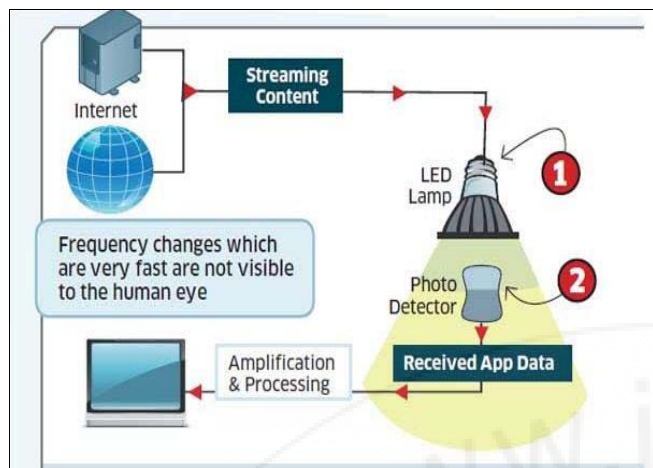 Internet
Streaming
Content
LED
Lamp
1
Frequency changes which
are very fast are not visible
to the human eye
Photo
Detector
2
Amplification
& Processing
Received App Data